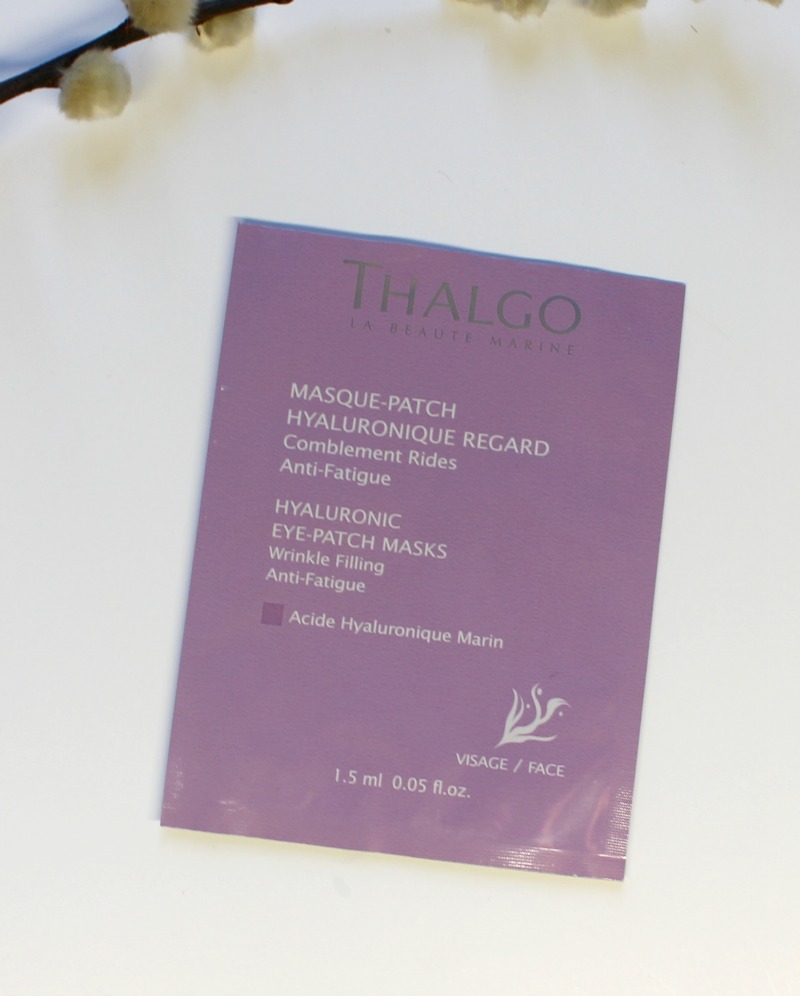 THALGO
LA BEAUTE MARINE
MASQUE-PATCH
HYALURONIQUE REGARD
Comblement Rides
Anti-Fatigue
HYALURONIC
EYE-PATCH MASKS
Wrinkle Filling
Anti-Fatigue
Acide Hyaluronique Marin
VISAGE / FACE
1.5 ml 0.05 fl.oz.